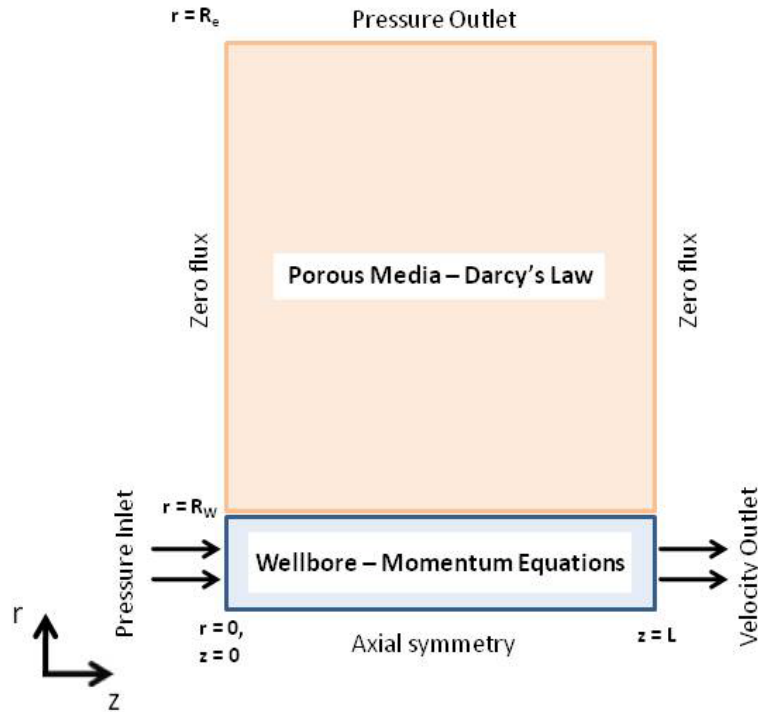 r = Re
Pressure Outlet
Zero flux
Porous Media – Darcy's Law
Zero flux
r = RW
Pressure Inlet
Wellbore – Momentum Equations
Velocity Outlet
r
z
r = 0,
z = 0
Axial symmetry
z = L